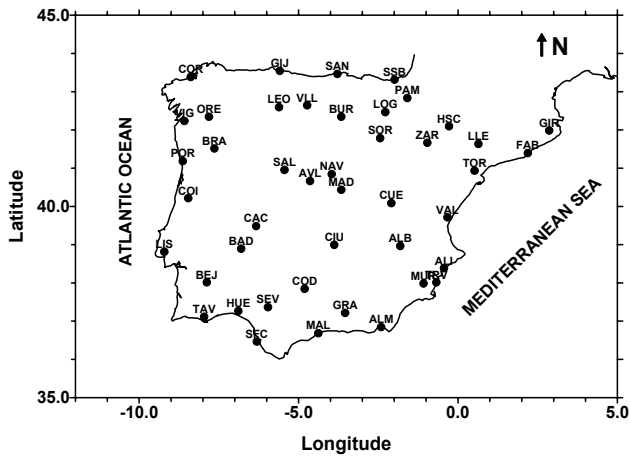 45.0
N
GIJ
SAN
COR
SSB
PAM
LEO
VLL
ORE
VIG
BUR
LOG
HSC
SOR
GIR
BRA
ZAR
LLE
FAB
POR
SAL
NAV
TOR
AVL
MAD
COI
CUE
40.0
VAL
CAC
LIS
BAD
CIU
ALB
ALI
BEJ
MUR
TRV
COD
HUE
SEV
GRA
TAV
MAL
ALM
SFC
35.0
-10.0
-5.0
0.0
5.0
Longitude
Latitude
ATLANTIC OCEAN
MEDITERRANEAN SEA